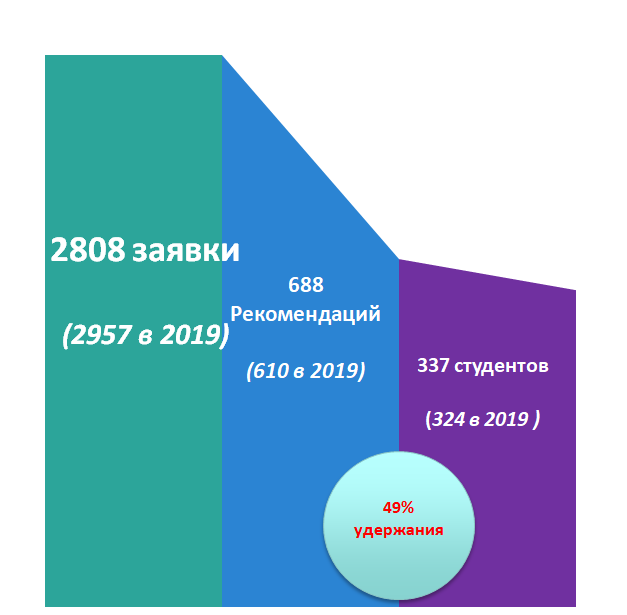 2808 заявки
(2957 в 2019)
688
Рекомендаций
(610 в 2019)
337 студентов
(324 в 2019 )
49%
удержания